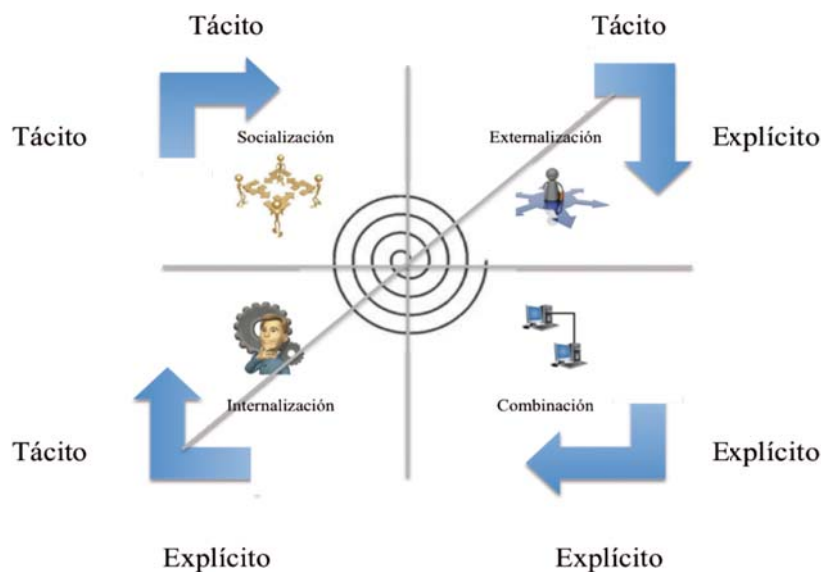 Tácito
Tácito
Tácito
Socialización
Externalización
Explícito
Internalización
Combinación
Tácito
Explícito
Explícito
Explícito